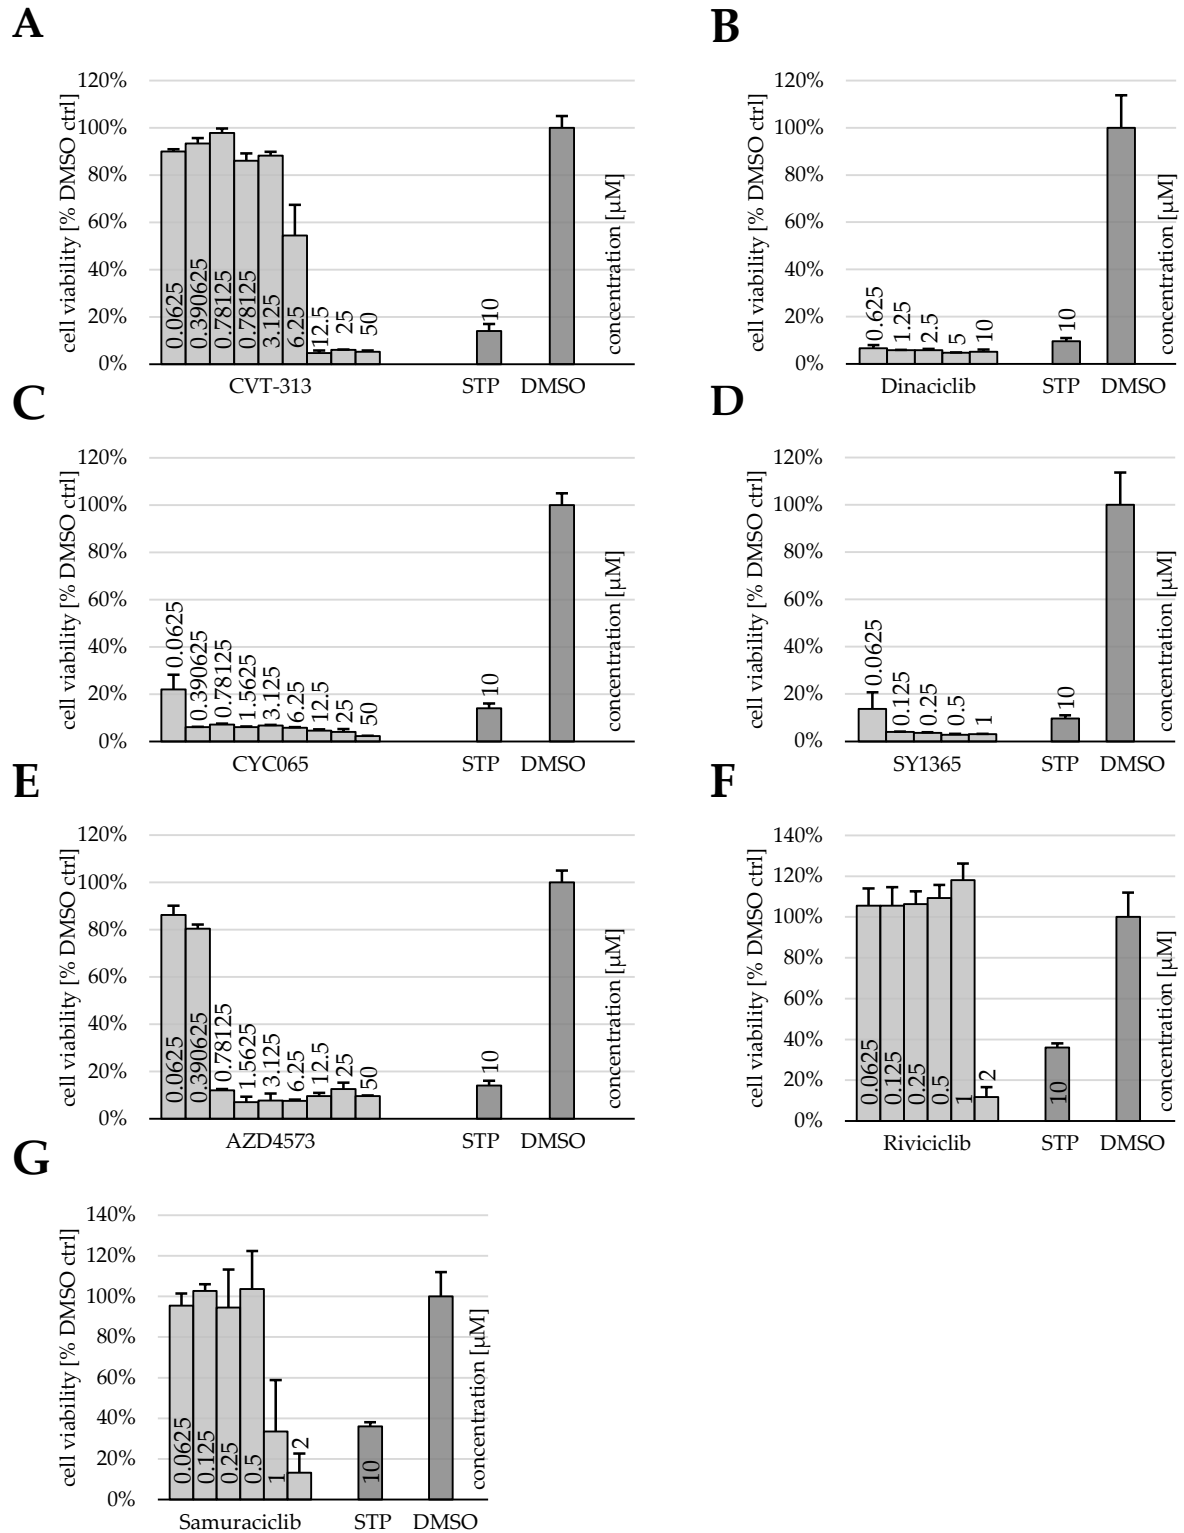 A
cell viability [% DMSO ctrl]
120%
100%
80%
60%
40%
20%
0%
0.0625
0.390625
0.78125
0.78125
3.125
6.25
12.5
25
50
10
CVT-313
STP
DMSO
concentration [µM]
B
cell viability [% DMSO ctrl]
120%
100%
80%
60%
40%
20%
0%
0.625
1.25
2.5
5
10
10
Dinaciclib
STP
DMSO
concentration [µM]
C
cell viability [% DMSO ctrl]
120%
100%
80%
60%
40%
20%
0%
0.0625
0.390625
0.78125
1.5625
3.125
6.25
12.5
25
50
10
CYC065
STP
DMSO
concentration [µM]
D
cell viability [% DMSO ctrl]
120%
100%
80%
60%
40%
20%
0%
0.0625
0.125
0.25
0.5
1
10
SY1365
STP
DMSO
concentration [µM]
E
cell viability [% DMSO ctrl]
120%
100%
80%
60%
40%
20%
0%
0.0625
0.390625
0.78125
1.5625
3.125
6.25
12.5
25
50
10
AZD4573
STP
DMSO
concentration [µM]
F
cell viability [% DMSO ctrl]
140%
120%
100%
80%
60%
40%
20%
0%
0.0625
0.125
0.25
0.5
1
2
10
Riviciclib
STP
DMSO
concentration [µM]
G
cell viability [% DMSO ctrl]
140%
120%
100%
80%
60%
40%
20%
0%
0.0625
0.125
0.25
0.5
1
2
10
Samuraciclib
STP
DMSO
concentration [µM]